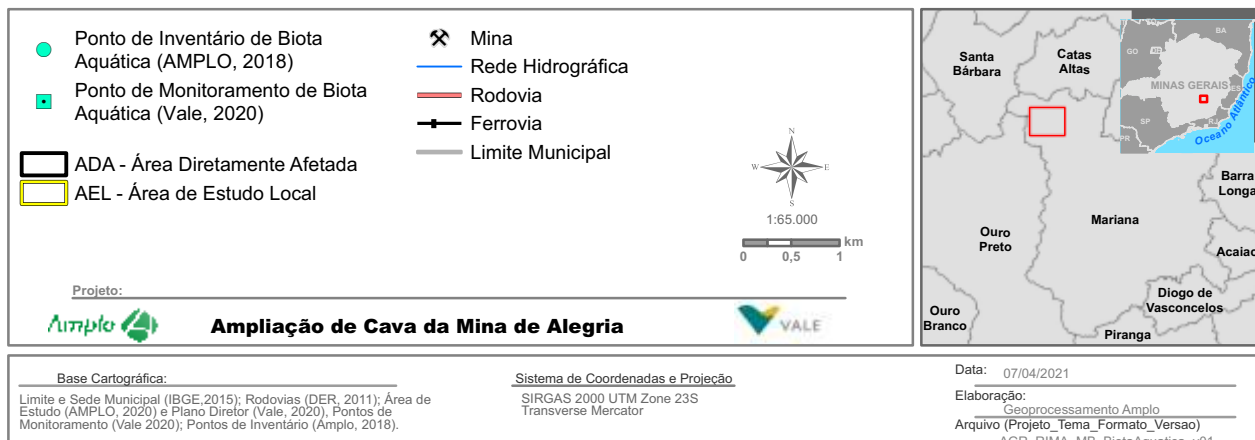 Ponto de Inventário de Biota
Aquática (AMPLO, 2018)
Ponto de Monitoramento de Biota
Aquática (Vale, 2020)
ADA - Área Diretamente Afetada
AEL - Área de Estudo Local
Mina
Rede Hidrográfica
Rodovia
Ferrovia
Limite Municipal
N
W E
S
1:65.000
km
0 0,5 1
Projeto:
Amplo
Ampliação de Cava da Mina de Alegria
VALE
Santa
Bárbara
Catas
Altas
BA
GO
MINAS GERAIS
ES
SP
RJ
PR
Oceano Atlântico
Barra
Longa
Mariana
Ouro
Preto
Acaiac
Diogo de
Vasconcelos
Ouro
Branco
Piranga
Base Cartográfica:
Limite e Sede Municipal (IBGE,2015); Rodovias (DER, 2011); Área de
Estudo (AMPLO, 2020) e Plano Diretor (Vale, 2020), Pontos de
Monitoramento (Vale 2020); Pontos de Inventário (Amplo, 2018).
Sistema de Coordenadas e Projeção
SIRGAS 2000 UTM Zone 23S
Transverse Mercator
Data: 07/04/2021
Elaboração:
Geoprocessamento Amplo
Arquivo (Projeto_Tema_Formato_Versao)